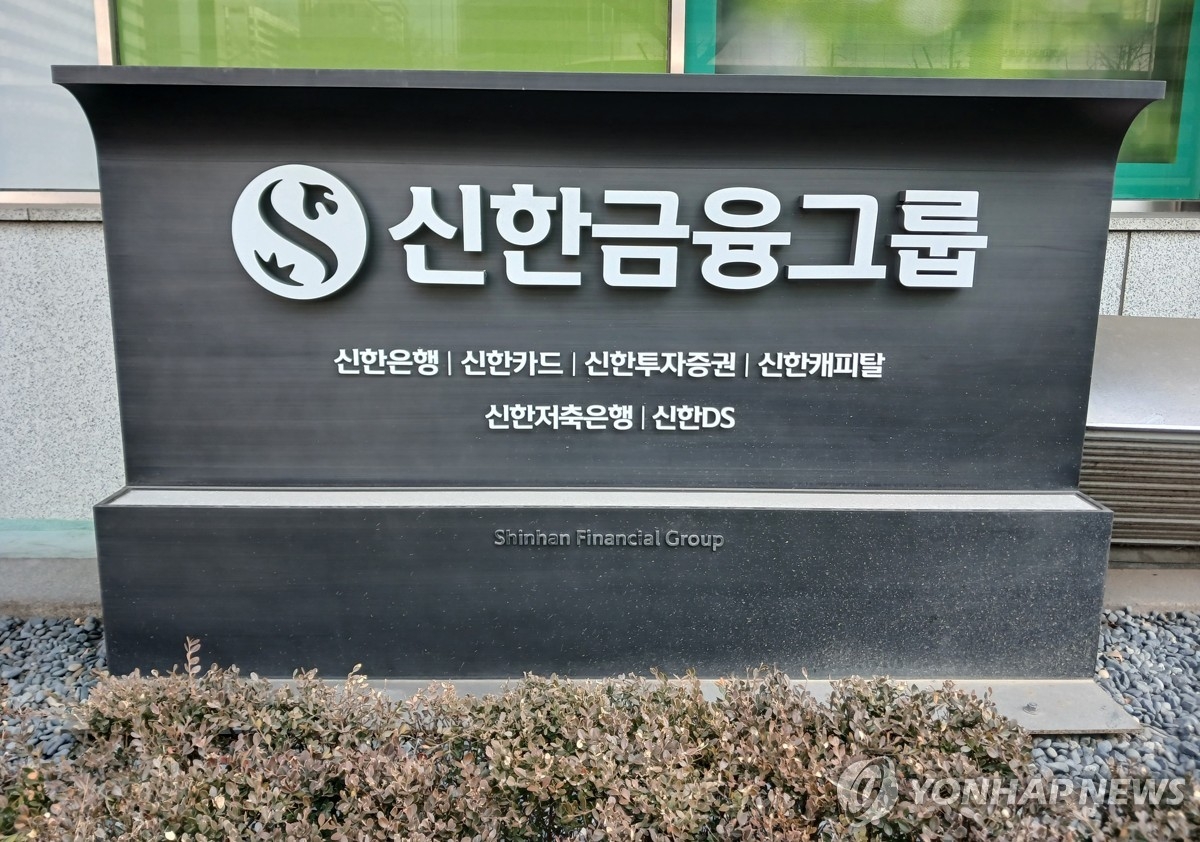 신한금융그룹
신한은행 | 신한카드 | 신한투자증권 | 신한캐피탈
신한저축은행 | 신한DS
Shinhan Financial Group
YONHAP NEWS